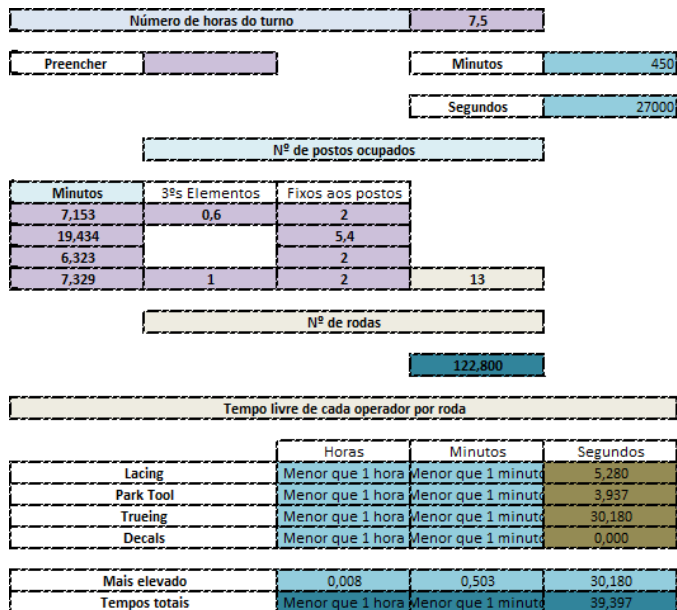 Número de horas do turno 7,5
Preencher Minutos 450
Segundos 27000
Nº de postos ocupados
Minutos 3ºs Elementos Fixos aos postos
7,153 0,6 2
19,434 5,4
6,323 2
7,329 1 2 13
Nº de rodas
122,800
Tempo livre de cada operador por roda
Horas Minutos Segundos
Lacing Menor que 1 hora Menor que 1 minuto 5,280
Park Tool Menor que 1 hora Menor que 1 minuto 3,937
Trueing Menor que 1 hora Menor que 1 minuto 30,180
Decals Menor que 1 hora Menor que 1 minuto 0,000
Mais elevado 0,008 0,503 30,180
Tempos totais Menor que 1 hora Menor que 1 minuto 39,397